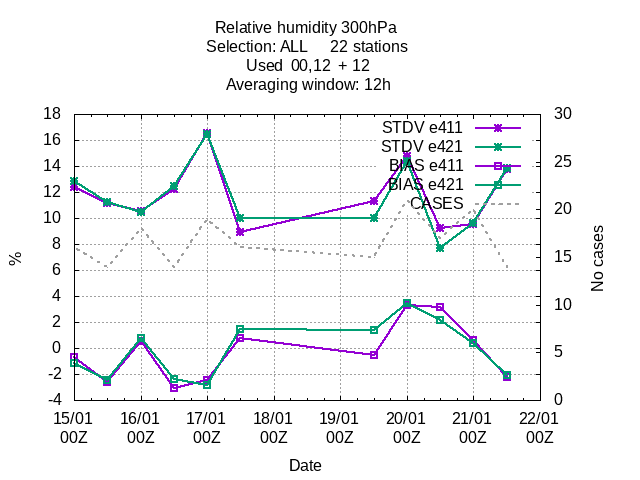 Relative humidity 300hPa
Selection: ALL 22 stations
Used 00,12 + 12
Averaging window: 12h
18 30
16
14 25
12
10 20
8
6 15
4
2 10
0
-2 5
-4 0
%
No cases
STDV e411
STDV e421
BIAS e411
BIAS e421
CASES
15/01 16/01 17/01 18/01 19/01 20/01 21/01 22/01
00Z 00Z 00Z 00Z 00Z 00Z 00Z 00Z
Date